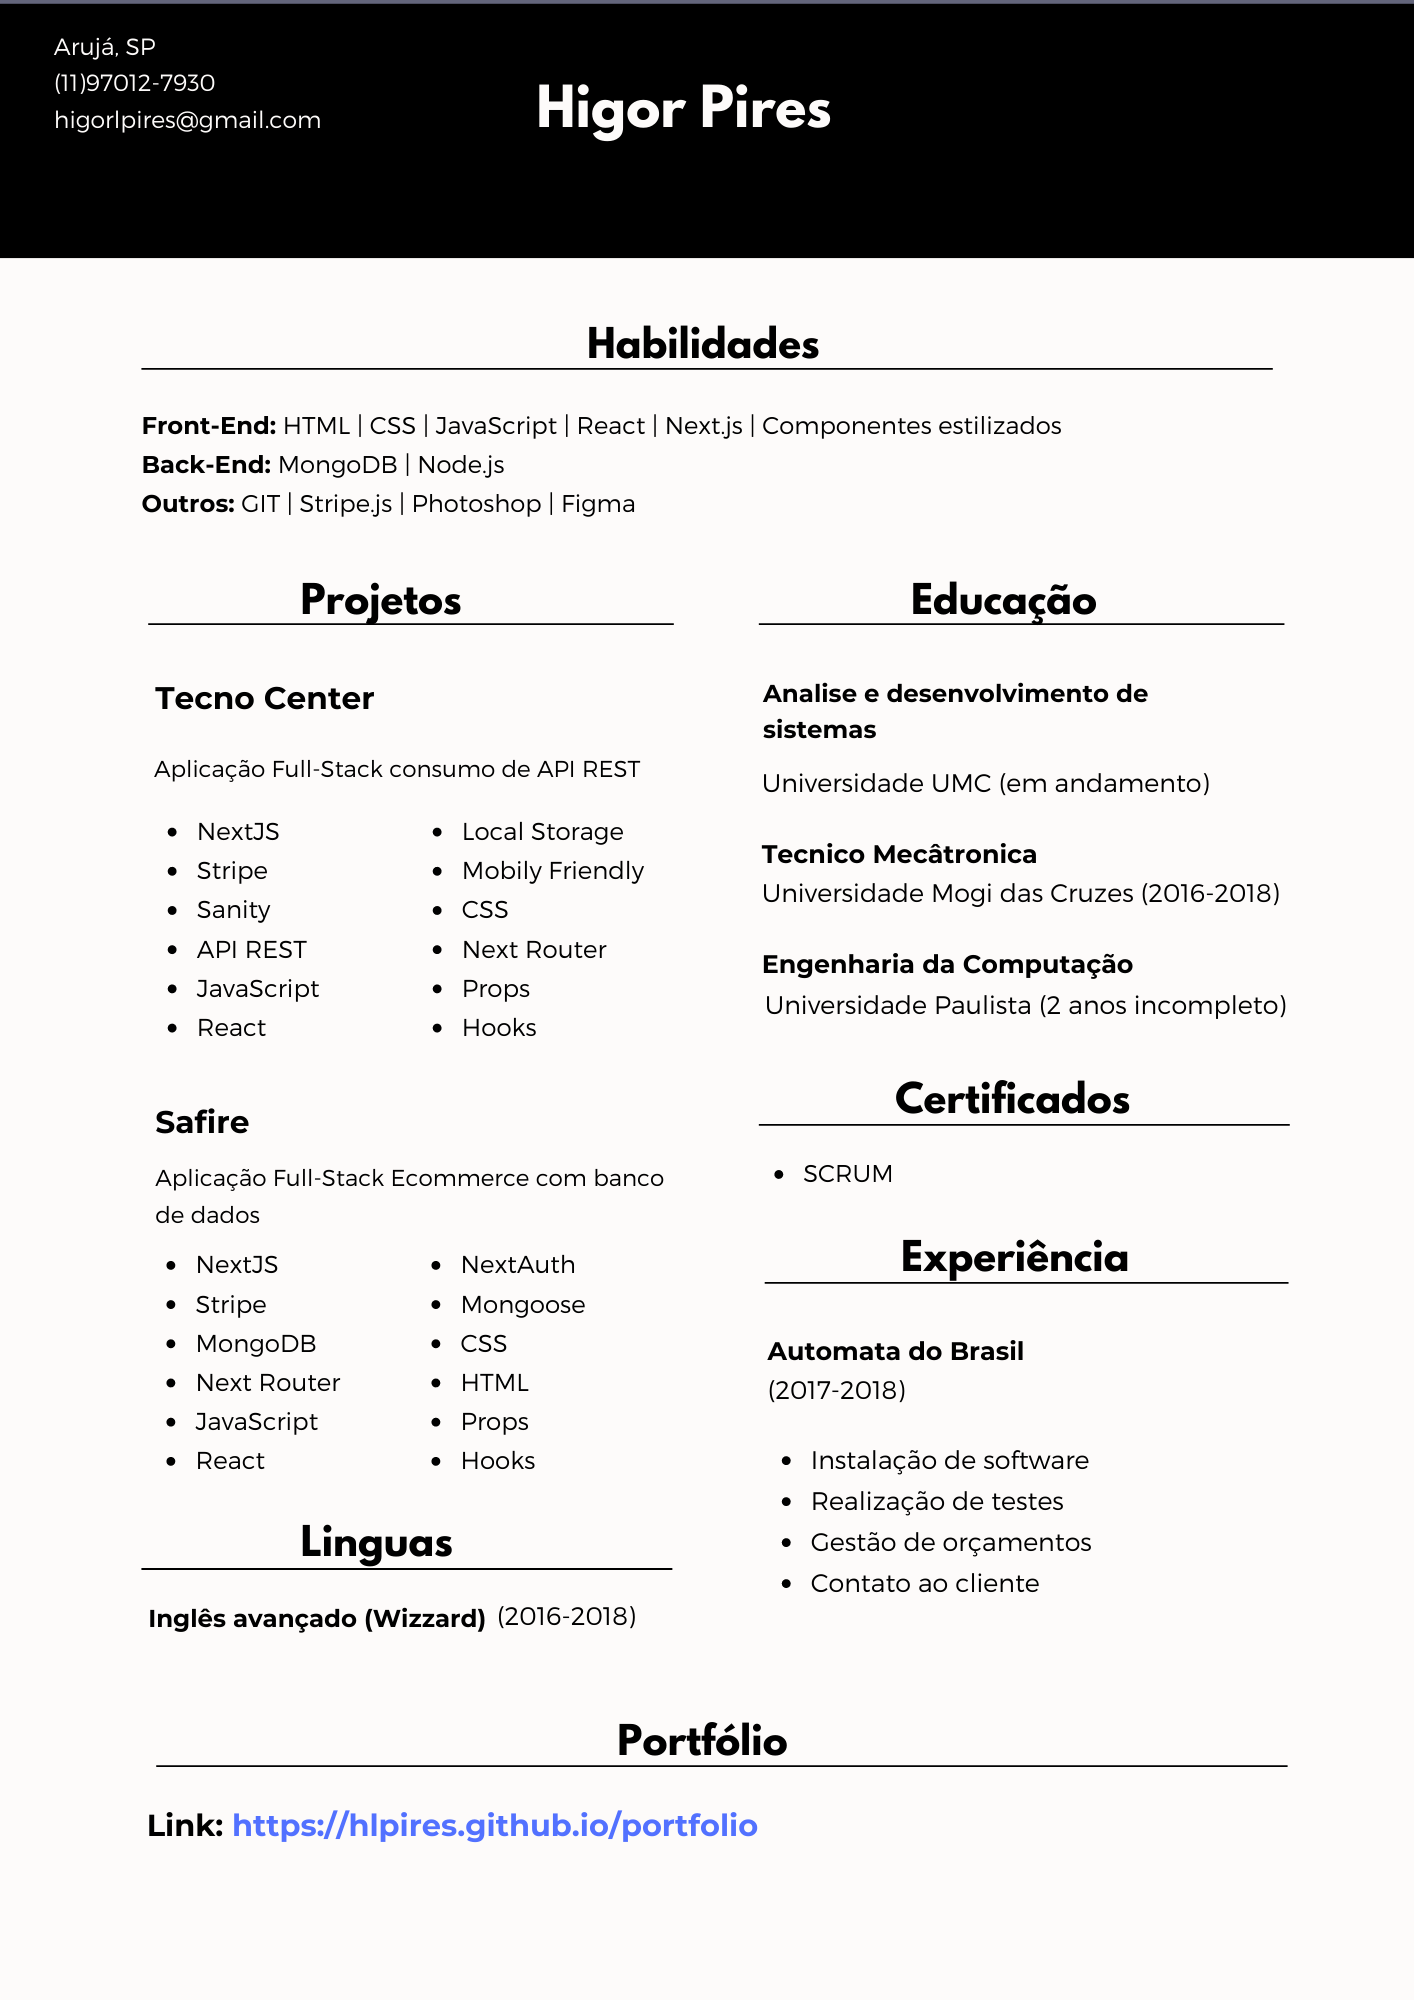 Arujá, SP
(11)97012-7930
higorlpires@gmail.com
Higor Pires
Habilidades
Front-End: HTML | CSS | JavaScript | React | Next.js | Componentes estilizados
Back-End: MongoDB | Node.js
Outros: GIT | Stripe.js | Photoshop | Figma
Projetos
Tecno Center
Aplicação Full-Stack consumo de API REST
• NextJS
• Stripe
• Sanity
• API REST
• JavaScript
• React
• Local Storage
• Mobily Friendly
• CSS
• Next Router
• Props
• Hooks
Safire
Aplicação Full-Stack Ecommerce com banco
de dados
• NextJS
• Stripe
• MongoDB
• Next Router
• JavaScript
• React
• NextAuth
• Mongoose
• CSS
• HTML
• Props
• Hooks
Linguas
Inglês avançado (Wizzard) (2016-2018)
Educação
Analise e desenvolvimento de
sistemas
Universidade UMC (em andamento)
Tecnico Mecâtronica
Universidade Mogi das Cruzes (2016-2018)
Engenharia da Computação
Universidade Paulista (2 anos incompleto)
Certificados
• SCRUM
Experiência
Automata do Brasil
(2017-2018)
• Instalação de software
• Realização de testes
• Gestão de orçamentos
• Contato ao cliente
Portfólio
Link: https://hlpires.github.io/portfolio